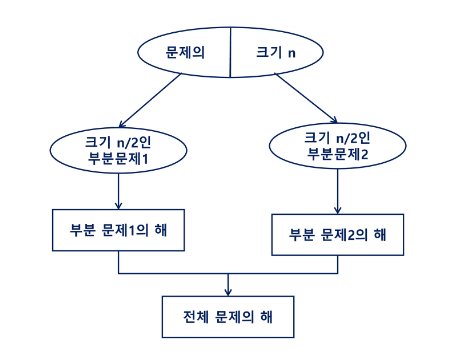 문제의 크기 n
크기 n/2인
부분문제1
크기 n/2인
부분문제2
부분 문제1의 해
부분 문제2의 해
전체 문제의 해